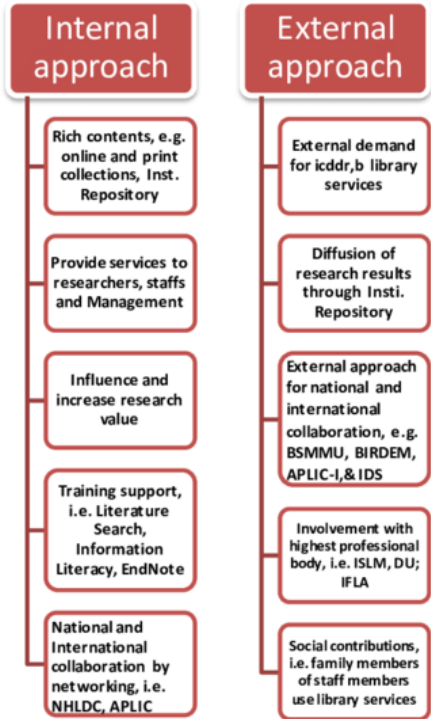 Internal
approach
Rich contents, e.g.
online and print
collections, Inst.
Repository
Provide services to
researchers, staffs
and Management
Influence and
increase research
value
Training support,
i.e. Literature
Search,
Information
Literacy, EndNote
National and
International
collaboration by
networking, i.e.
NHLDC, APLIC
External
approach
External demand
for icddr,b library
services
Diffusion of
research results
through Insti.
Repository
External approach
for national and
international
collaboration, e.g.
BSMMU, BIRDEM,
APLIC-I,& IDS
Involvement with
highest professional
body, i.e. ISLM, DU;
IFLA
Social contributions,
i.e. family members
of staff members
use library services